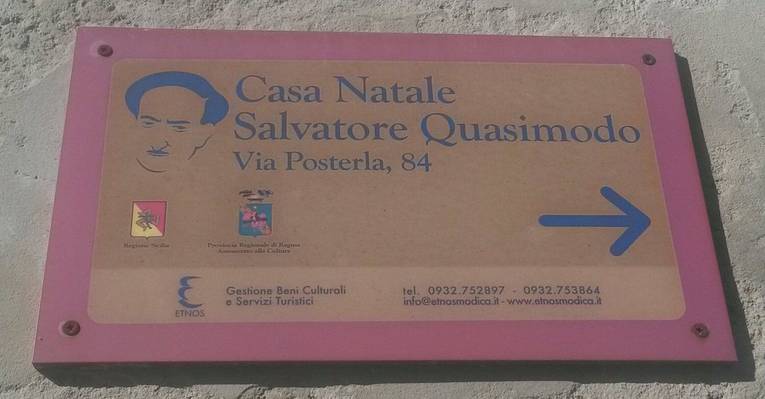 Casa Natale
Salvatore Quasimodo
Via Posterla, 84
Regione Sicilia
Provincia Regionale di Ragusa
Assessorato alla Cultura
ETNOS
Gestione Beni Culturali
e Servizi Turistici
tel. 0932.752897 - 0932.753864
info@etnosmodica.it - www.etnosmodica.it